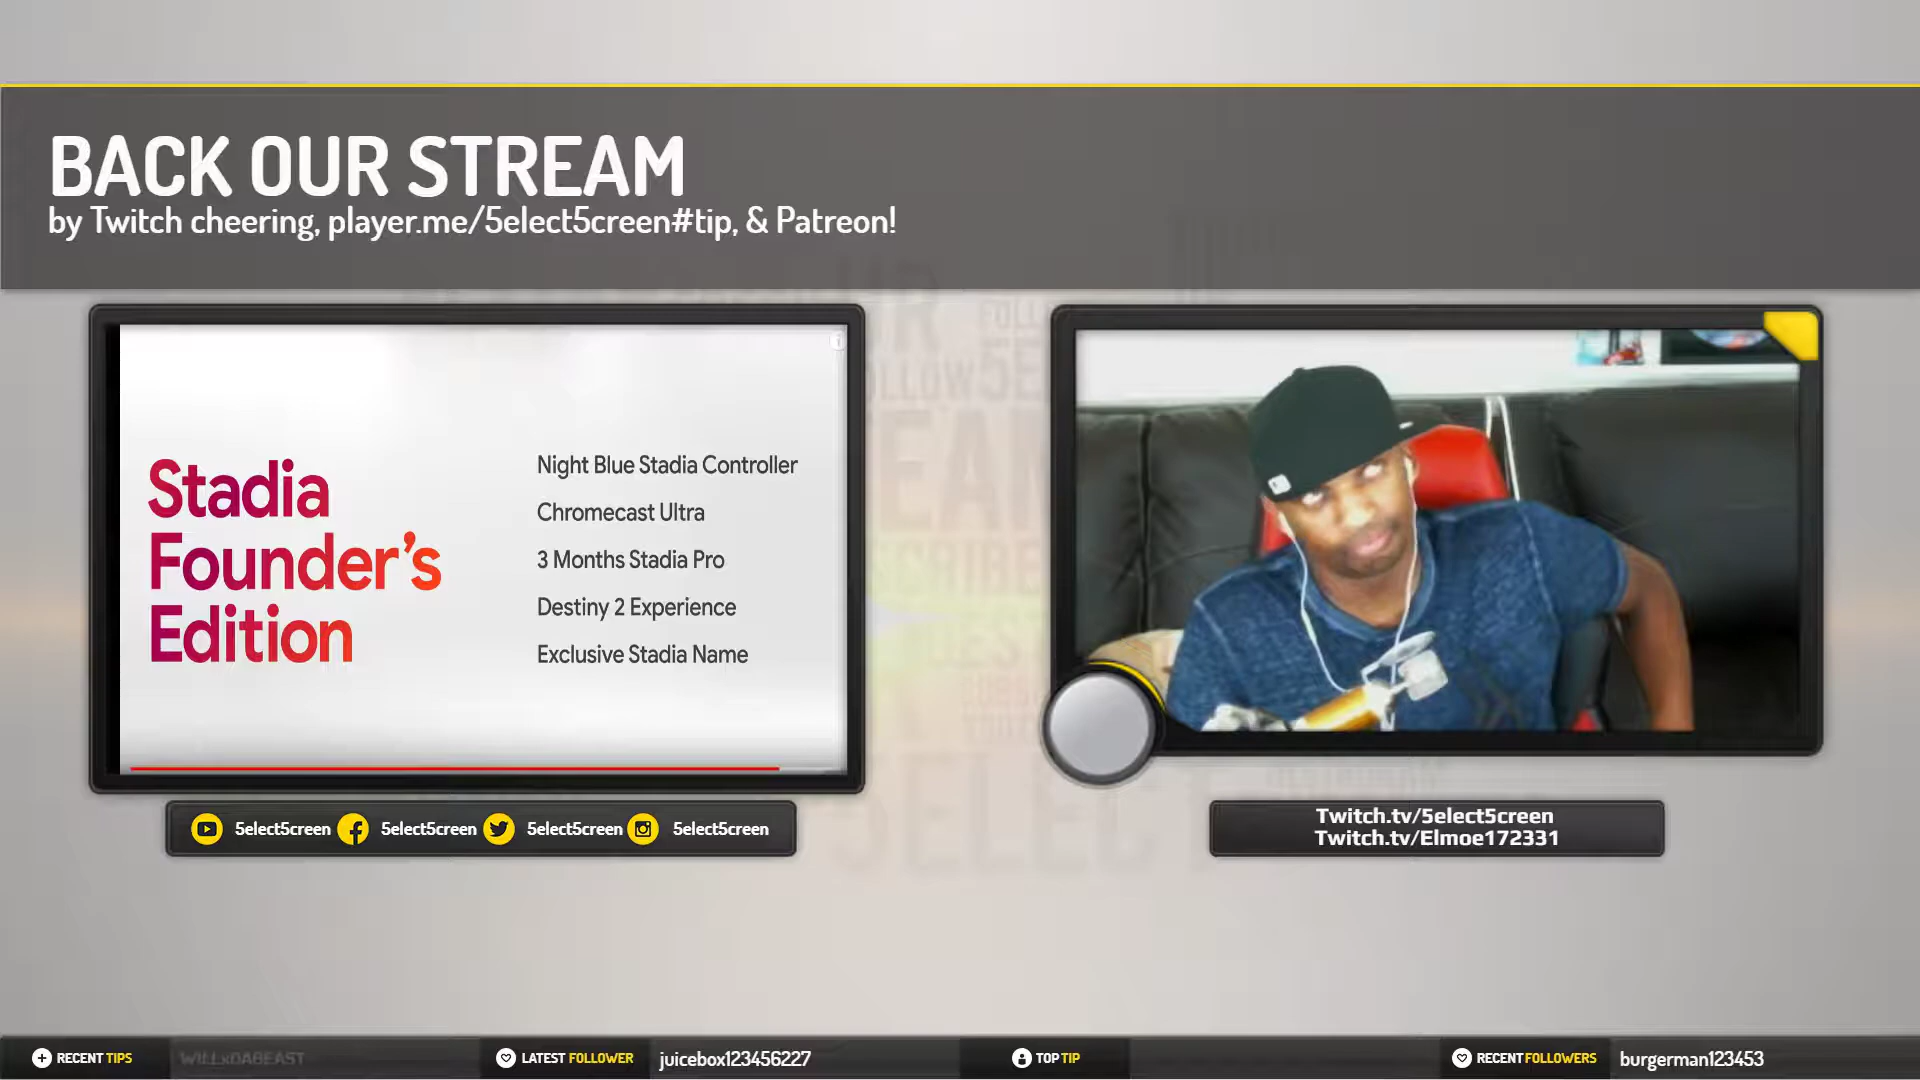 BACK OUR STREAM
by Twitch cheering, player.me/5elect5creen#tip, & Patreon!
Stadia
Founder's
Edition
Night Blue Stadia Controller
Chromecast Ultra
3 Months Stadia Pro
Destiny 2 Experience
Exclusive Stadia Name
5elect5creen 5elect5creen 5elect5creen 5elect5creen
Twitch.tv/5elect5creen
Twitch.tv/Elmoe172331
RECENT TIPS WILLxDABEAST LATEST FOLLOWER juicebox123456227 TOP TIP RECENT FOLLOWERS burgerman123453